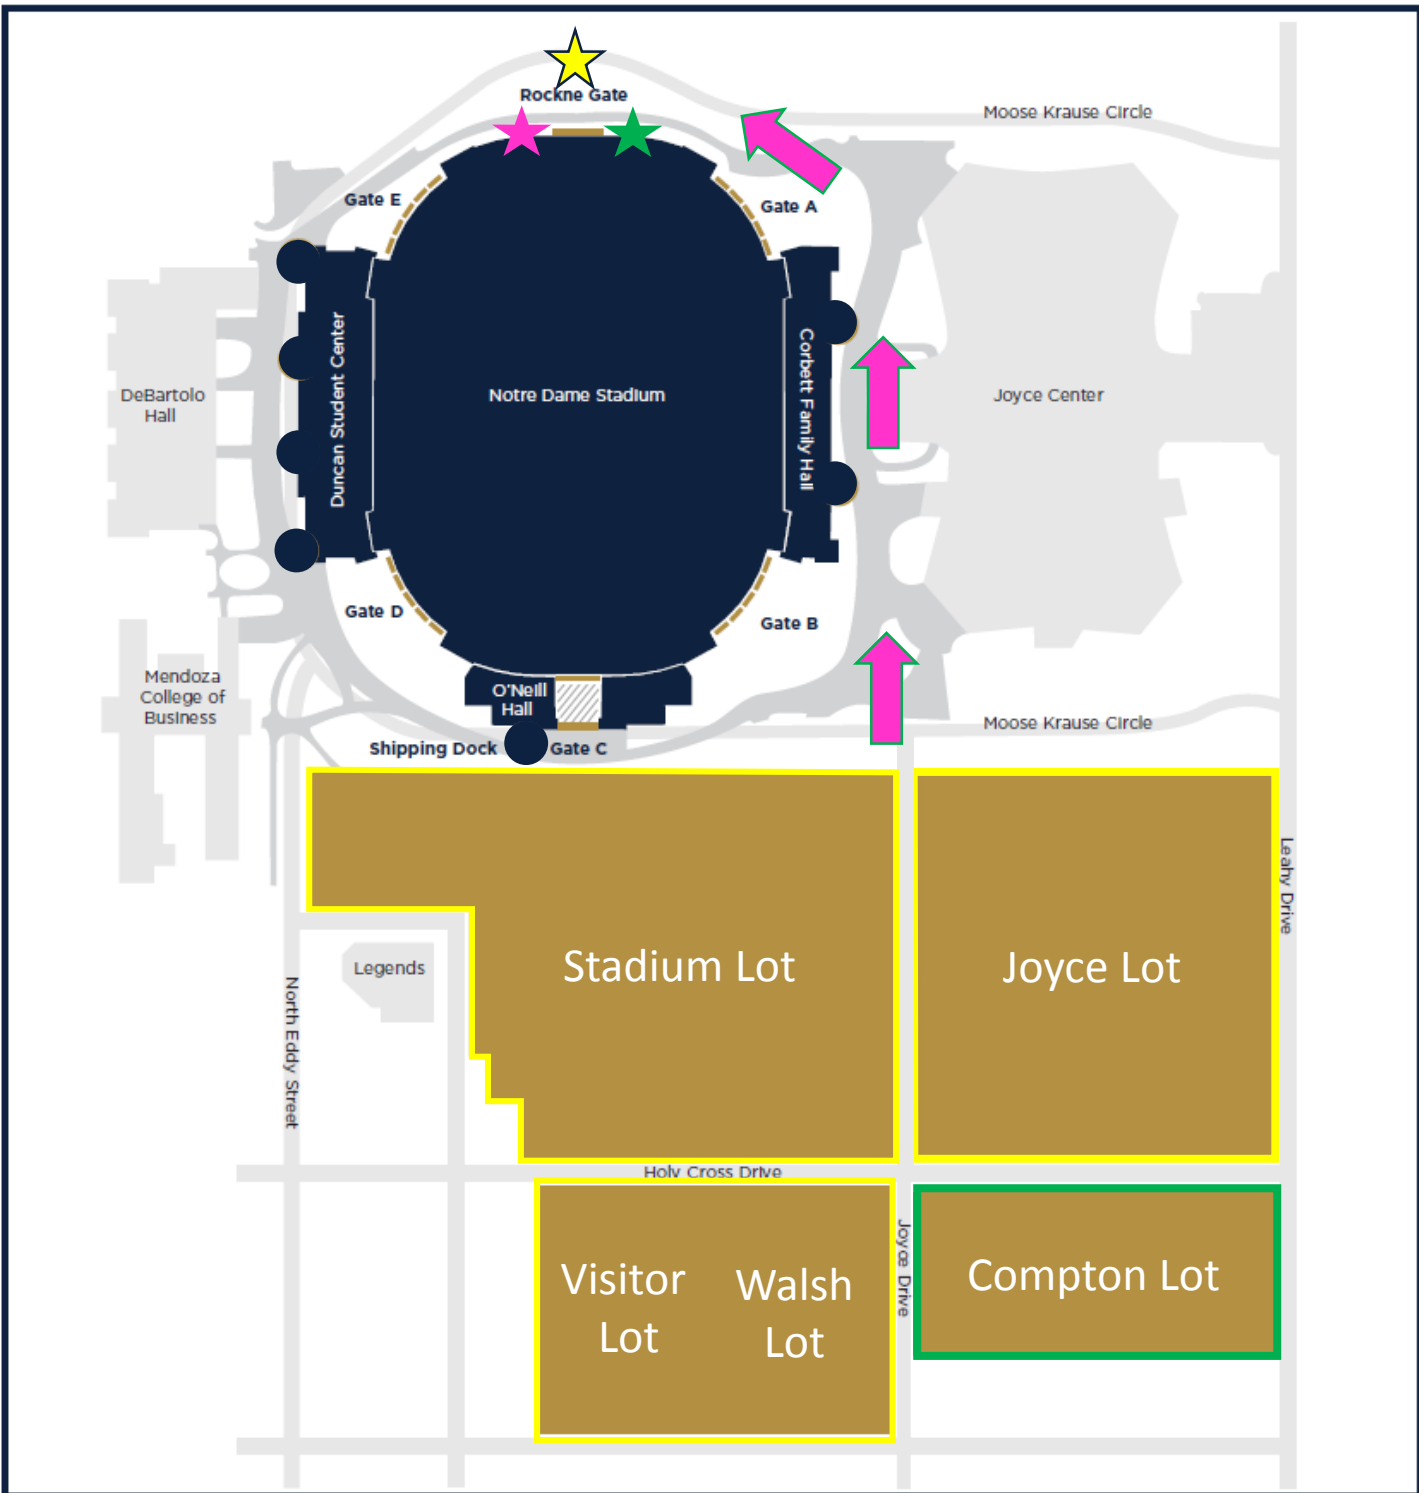 Rockne Gate
Moose Krause Circle
Gate E
Gate A
Duncan Student Center
Corbett Family Hall
DeBartolo
Hall
Notre Dame Stadium
Joyce Center
Gate D
Gate B
Mendoza
College of
Business
O'Neill
Hall
Moose Krause Circle
Shipping Dock
Gate C
Leahy Drive
Stadium Lot
Joyce Lot
Legends
North Eddy Street
Holy Cross Drive
Joyce Drive
Visitor
Lot
Walsh
Lot
Compton Lot